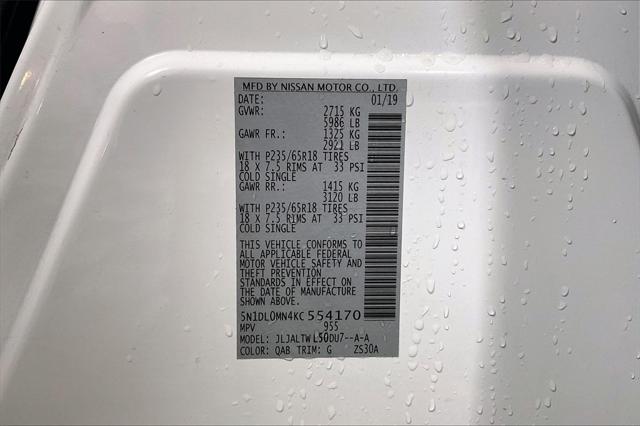 MFD BY NISSAN MOTOR CO., LTD.
DATE: 01/19
GVWR: 2715 KG
5986 LB
GAWR FR.: 1325 KG
2921 LB
WITH P235/65R18 TIRES
18 X 7.5 RIMS AT 33 PSI
COLD SINGLE
GAWR RR.: 1415 KG
3120 LB
WITH P235/65R18 TIRES
18 X 7.5 RIMS AT 33 PSI
COLD SINGLE
THIS VEHICLE CONFORMS TO
ALL APPLICABLE FEDERAL
MOTOR VEHICLE SAFETY AND
THEFT PREVENTION
STANDARDS IN EFFECT ON
THE DATE OF MANUFACTURE
SHOWN ABOVE.
5N1DL0MN4KC 554170
MPV 955
MODEL: JLJALTW L50DU7--A-A
COLOR: QAB TRIM: G ZS30A